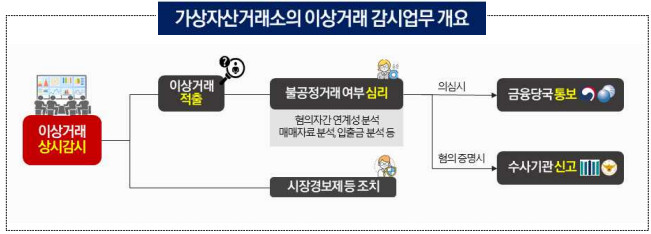 가상자산거래소의 이상거래 감시업무 개요
이상거래
상시감시
이상거래
적출
불공정거래 여부 심리
혐의자간 연계성 분석
매매자료 분석, 입출금 분석 등
시장경보제 등 조치
의심시
금융당국 통보
혐의 증명시
수사기관 신고